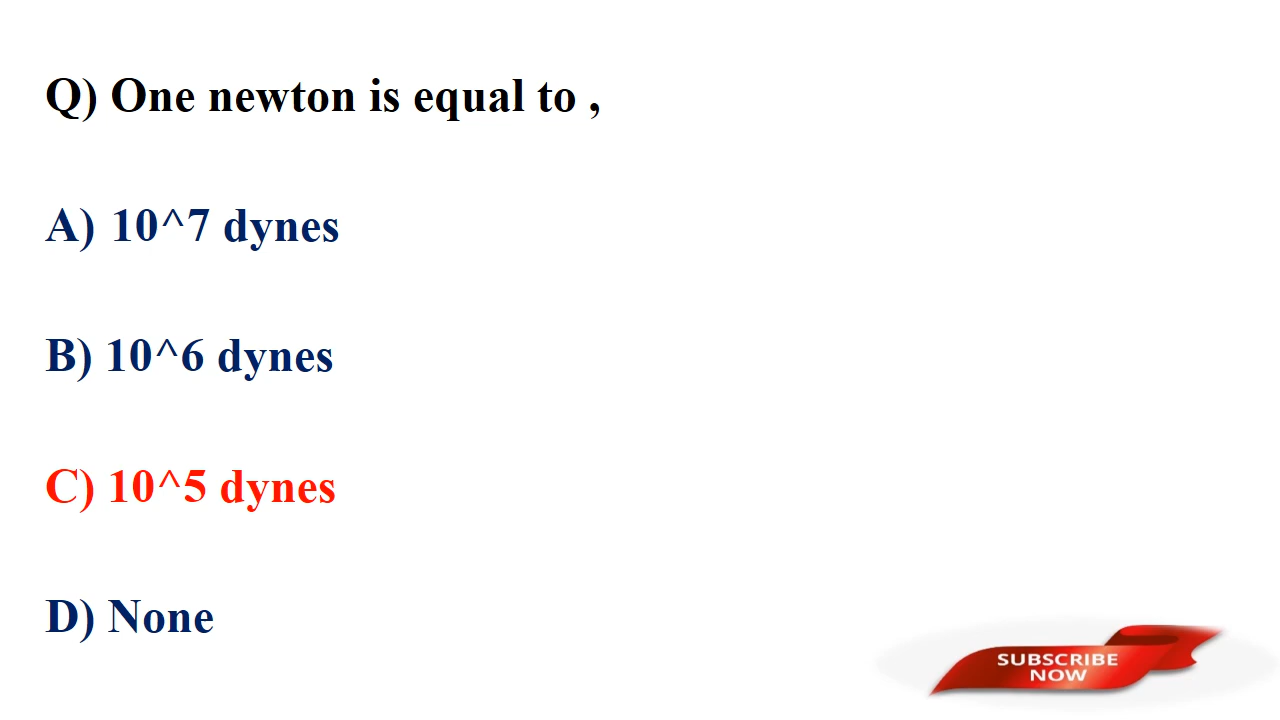 Q) One newton is equal to ,
A) 10^7 dynes
B) 10^6 dynes
C) 10^5 dynes
D) None
SUBSCRIBE
NOW